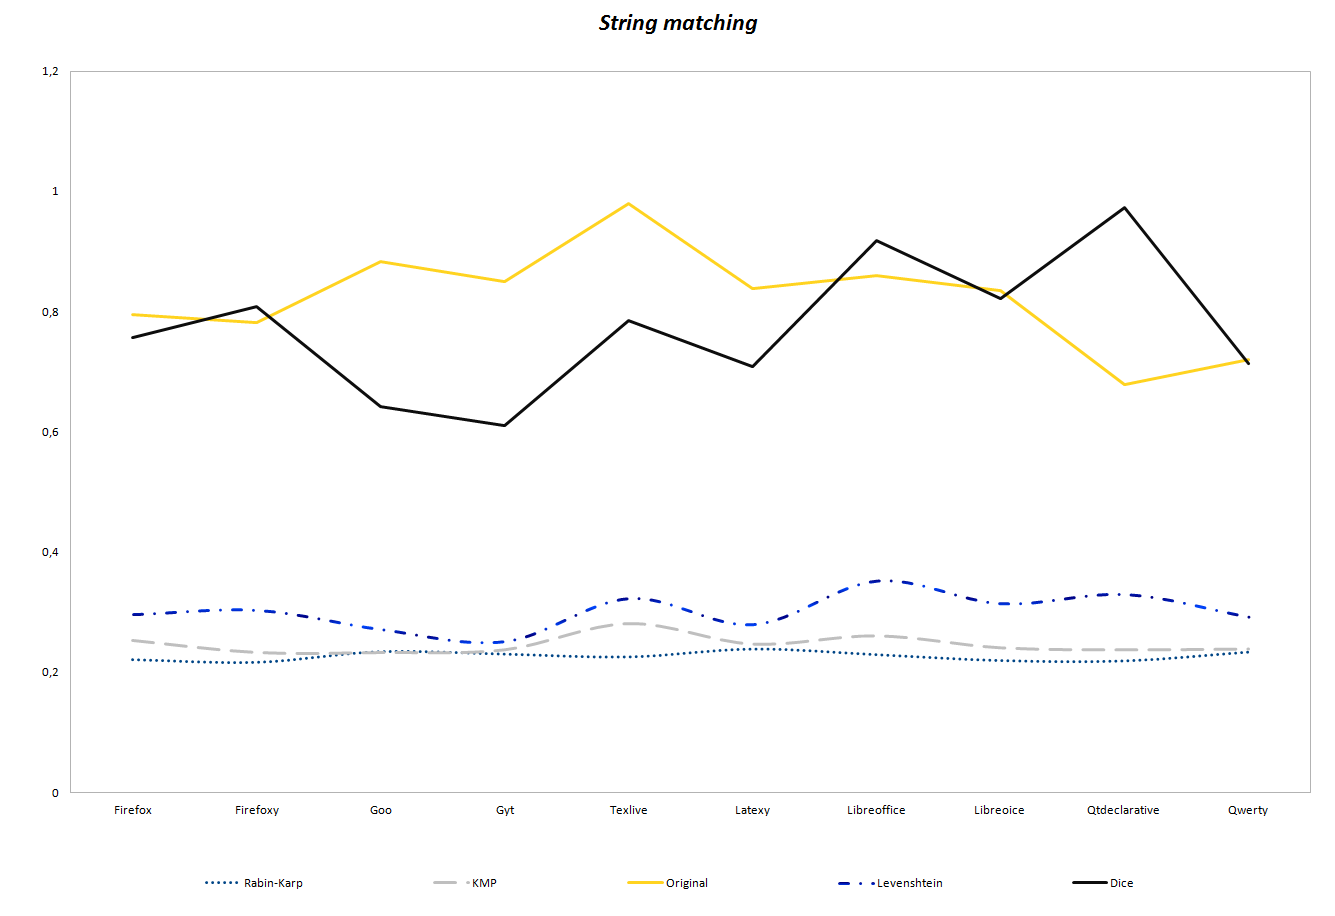 String matching
1,2
1
0,8
0,6
0,4
0,2
0
Firefox Firefoxy Goo Gyt Texlive Latexy Libreoffice Libreoice Qtdeclarative Qwerty
Rabin-Karp KMP Original Levenshtein Dice